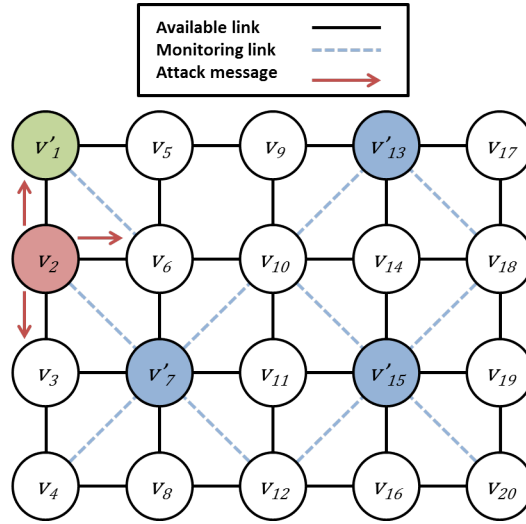 Available link
Monitoring link
Attack message
v'1 v5 v9 v'13 v17
v2 v6 v10 v14 v18
v3 v'7 v11 v'15 v19
v4 v8 v12 v16 v20